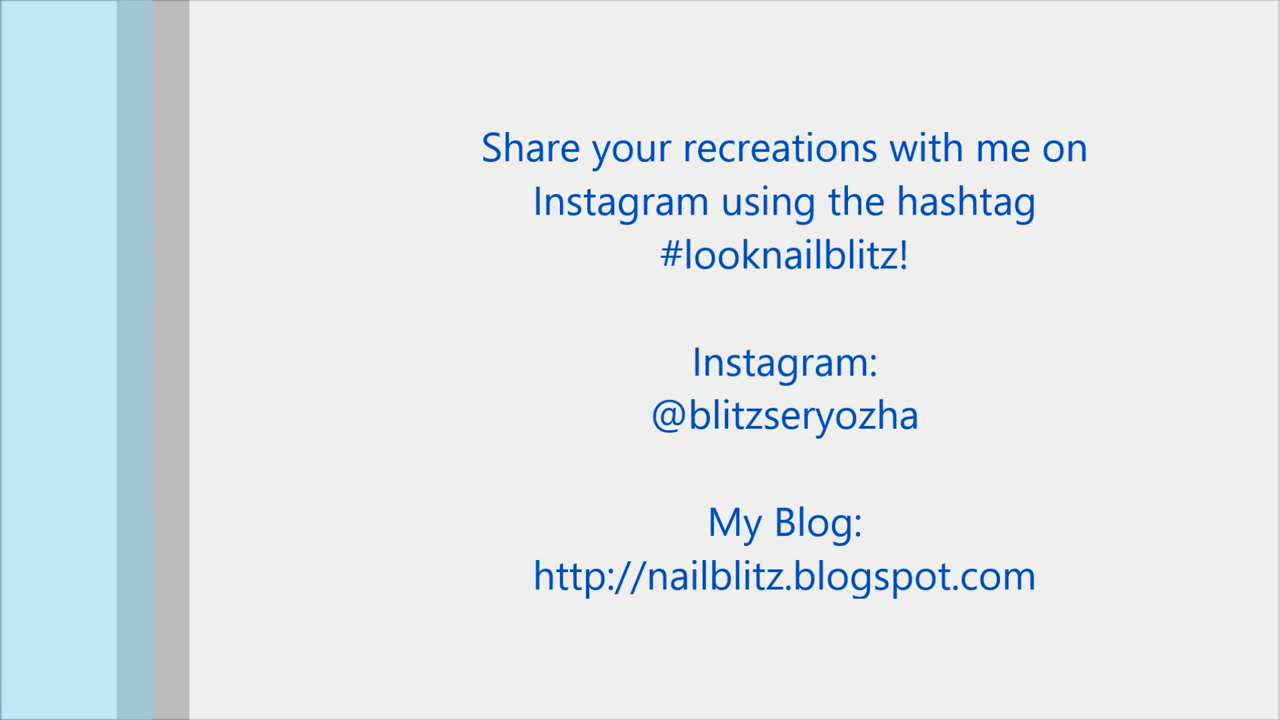 Share your recreations with me on
Instagram using the hashtag
#looknailblitz!
Instagram:
@blitzseryozha
My Blog:
http://nailblitz.blogspot.com